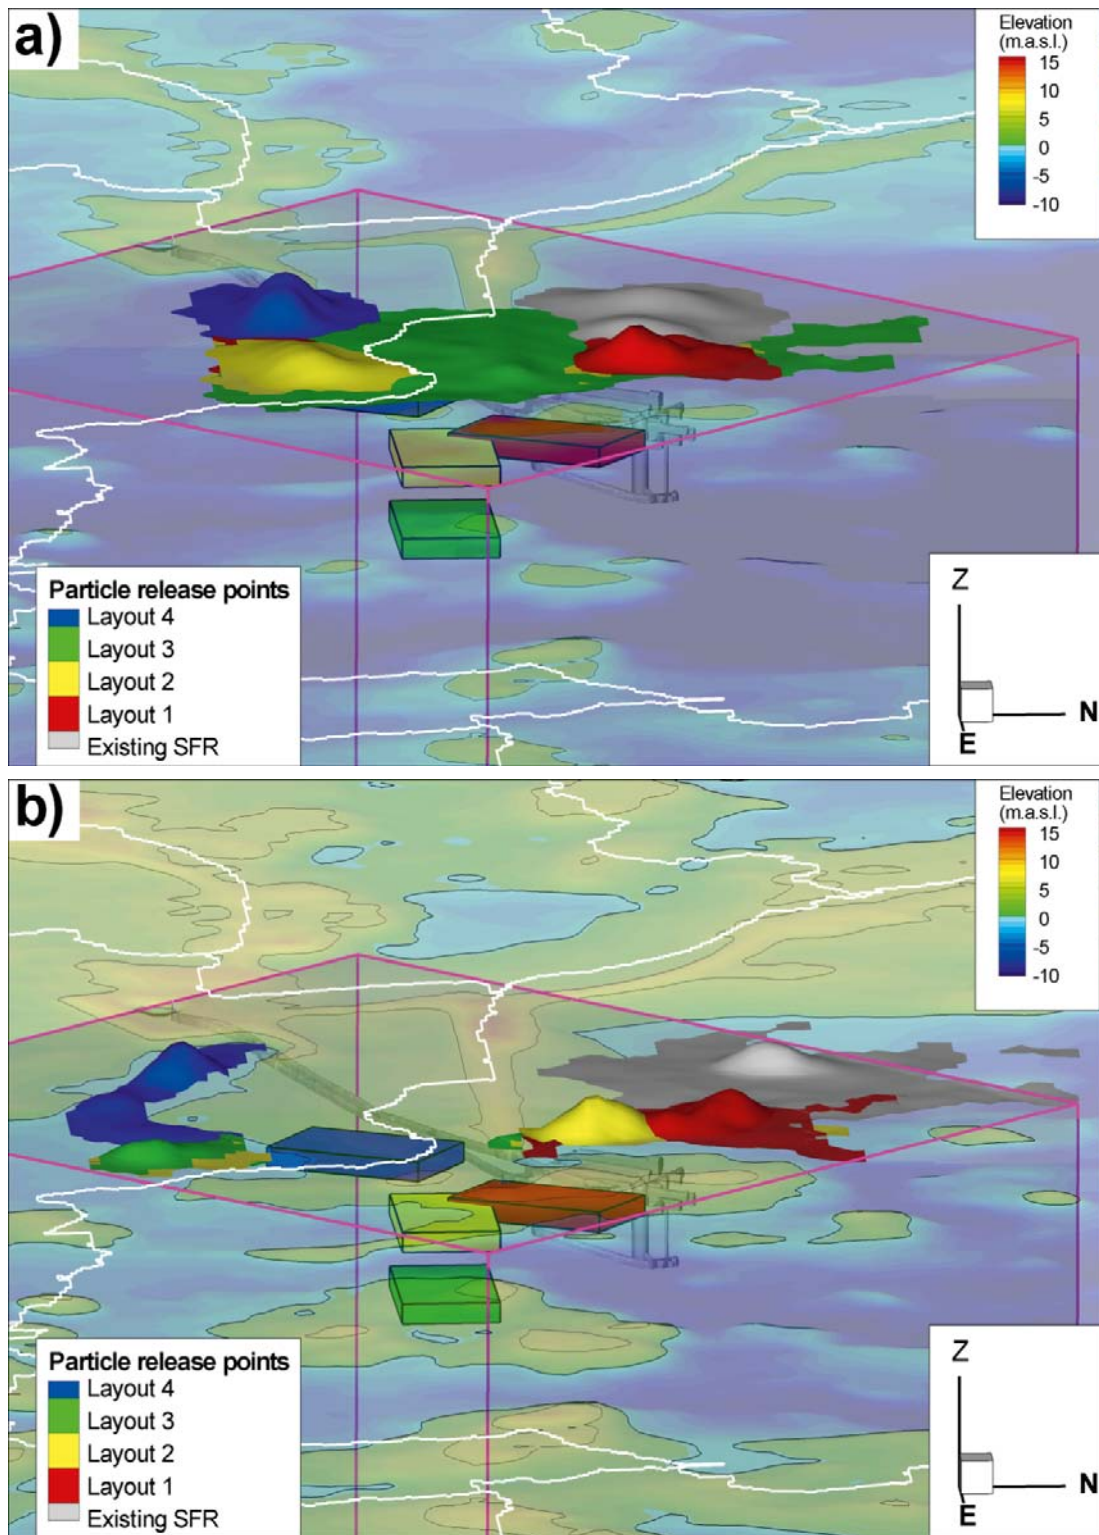 a)
Elevation
(m.a.s.l.)
15
10
5
0
-5
-10
Particle release points
Layout 4
Layout 3
Layout 2
Layout 1
Existing SFR
Z
N
E
b)
Elevation
(m.a.s.l.)
15
10
5
0
-5
-10
Particle release points
Layout 4
Layout 3
Layout 2
Layout 1
Existing SFR
Z
N
E